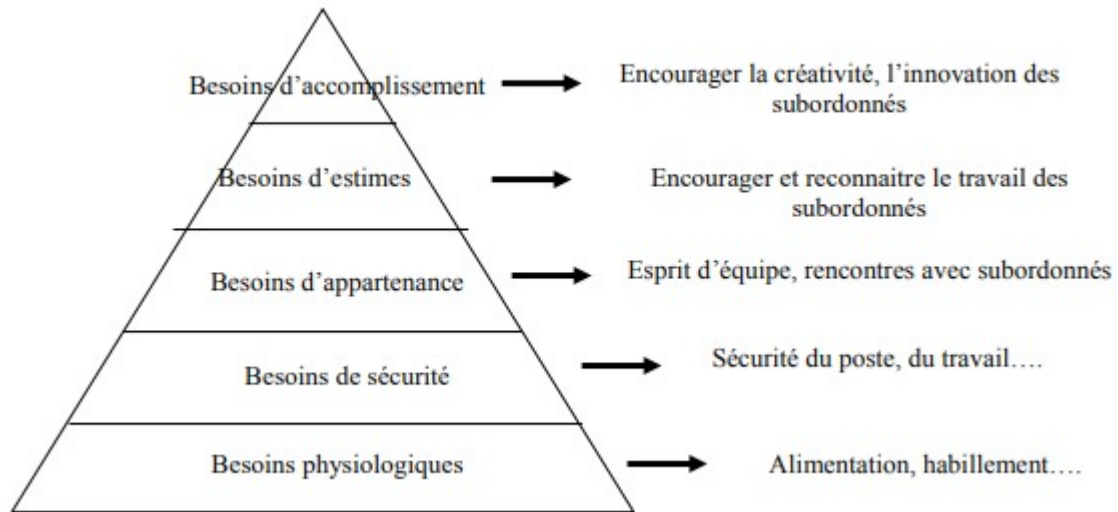 Besoins d'accomplissement
Encourager la créativité, l'innovation des
subordonnés
Besoins d'estimes
Encourager et reconnaitre le travail des
subordonnés
Besoins d'appartenance
Esprit d'équipe, rencontres avec subordonnés
Besoins de sécurité
Sécurité du poste, du travail….
Besoins physiologiques
Alimentation, habillement….